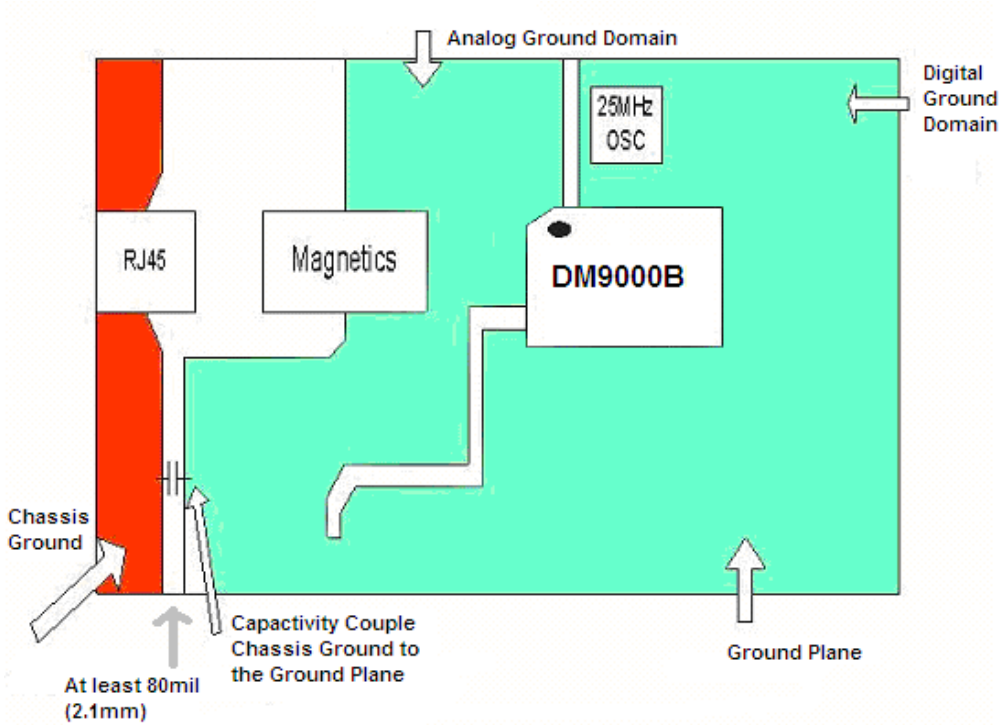 Analog Ground Domain
Digital
Ground
Domain
25MHz
OSC
RJ45
Magnetics
DM9000B
Chassis
Ground
Capactivity Couple
Chassis Ground to
the Ground Plane
Ground Plane
At least 80mil
(2.1mm)